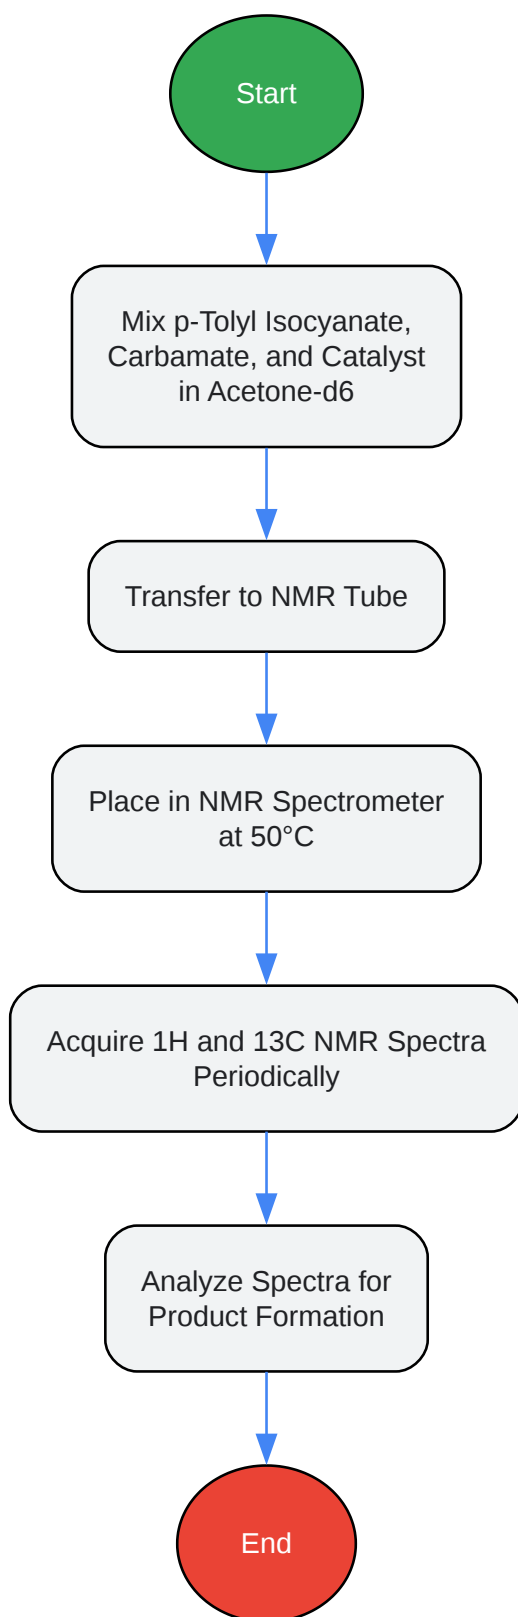 Start
Mix p-Tolyl Isocyanate,
Carbamate, and Catalyst
in Acetone-d6
Transfer to NMR Tube
Place in NMR Spectrometer
at 50°C
Acquire 1H and 13C NMR Spectra
Periodically
Analyze Spectra for
Product Formation
End